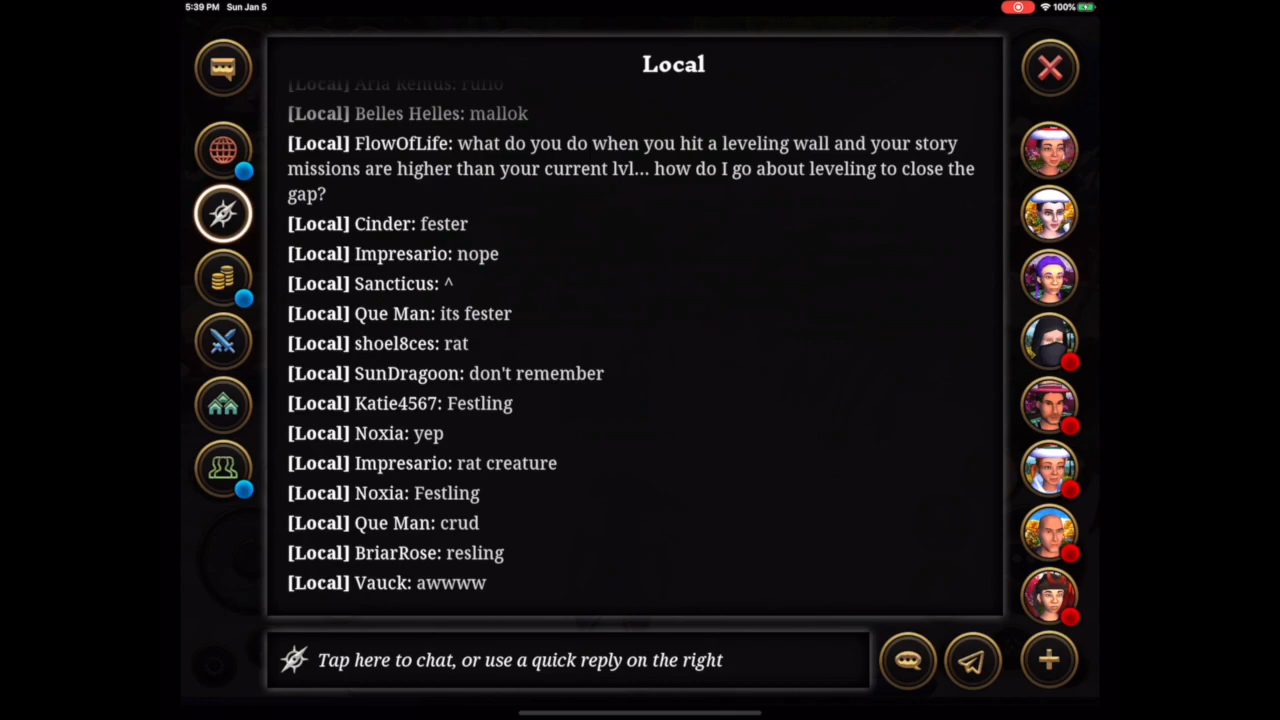 5:39 PM Sun Jan 5
100%
Local
[Local] Aria Remus: rufio
[Local] Belles Helles: mallok
[Local] FlowOfLife: what do you do when you hit a leveling wall and your story
missions are higher than your current lvl... how do I go about leveling to close the
gap?
[Local] Cinder: fester
[Local] Impresario: nope
[Local] Sancticus: ^
[Local] Que Man: its fester
[Local] shoel8ces: rat
[Local] SunDragoon: don't remember
[Local] Katie4567: Festling
[Local] Noxia: yep
[Local] Impresario: rat creature
[Local] Noxia: Festling
[Local] Que Man: crud
[Local] BriarRose: resling
[Local] Vauck: awwww
Tap here to chat, or use a quick reply on the right